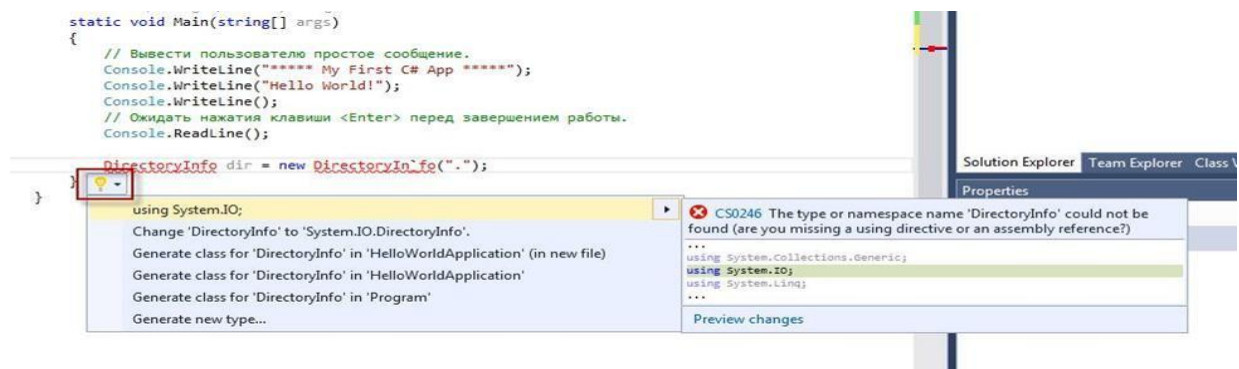 static void Main(string[] args)
{
// Вывести пользователю простое сообщение.
Console.WriteLine("***** My First C# App *****");
Console.WriteLine("Hello World!");
Console.WriteLine();
// Ожидать нажатия клавиши <Enter> перед завершением работы.
Console.ReadLine();
DirectoryInfo dir = new DirectoryInfo(".");
}
}
using System.IO;
Change 'DirectoryInfo' to 'System.IO.DirectoryInfo'.
Generate class for 'DirectoryInfo' in 'HelloWorldApplication' (in new file)
Generate class for 'DirectoryInfo' in 'HelloWorldApplication'
Generate class for 'DirectoryInfo' in 'Program'
Generate new type...
CS0246 The type or namespace name 'DirectoryInfo' could not be
found (are you missing a using directive or an assembly reference?)
...
using System.Collections.Generic;
using System.IO;
using System.Linq;
...
Preview changes
Solution Explorer Team Explorer Class
Properties